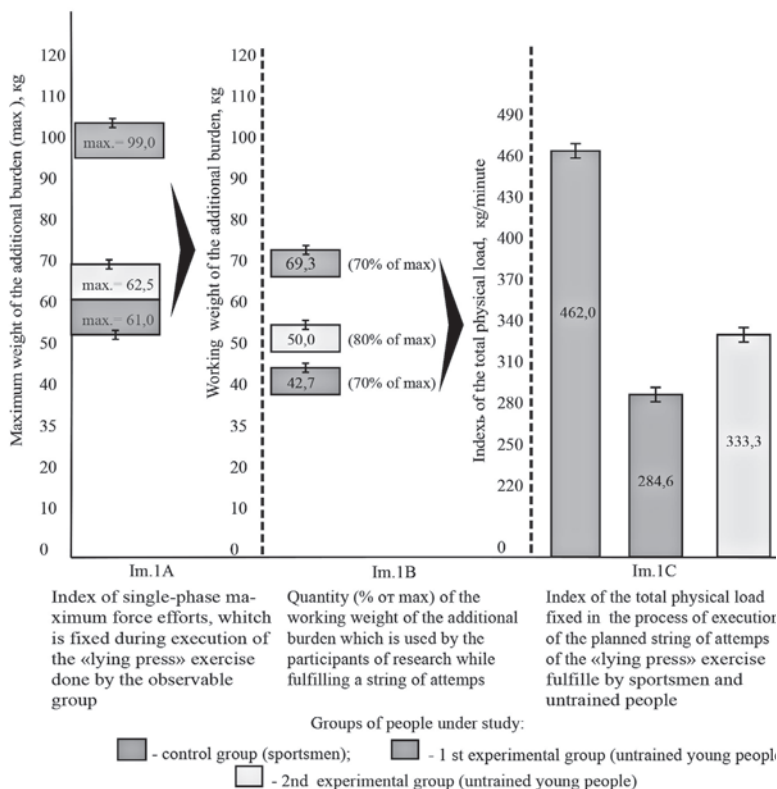 Maximum weight of the additional burden (max ), кg
120
110
100
90
80
70
60
50
40
35
20
10
0
max.= 99,0
max.= 62,5
max.= 61,0
Working weight of the additional burden, кg
120
110
100
90
80
70
60
50
40
35
20
10
0
69,3 (70% of max)
50,0 (80% of max)
42,7 (70% of max)
Indexь of the total physical load, кg/minute
490
460
430
400
370
340
310
280
250
220
0
462,0
284,6
333,3
Im.1A
Im.1B
Im.1C
Index of single-phase ma-
ximum force efforts, whitch
is fixed during execution of
the «lying press» exercise
done by the observable
group
Quantity (% от max) of the
working weight of the additional
burden which is used by the
participants of research while
fulfilling a string of attemps
Index of the total physical load
fixed in the process of execution
of the planned string of attemps
of the «lying press» exercise
fulfille by sportsmen and
untrained people
Groups of people under study:
- control group (sportsmen);
- 1 st experimental group (untrained young people
- 2nd experimental group (untrained young people)